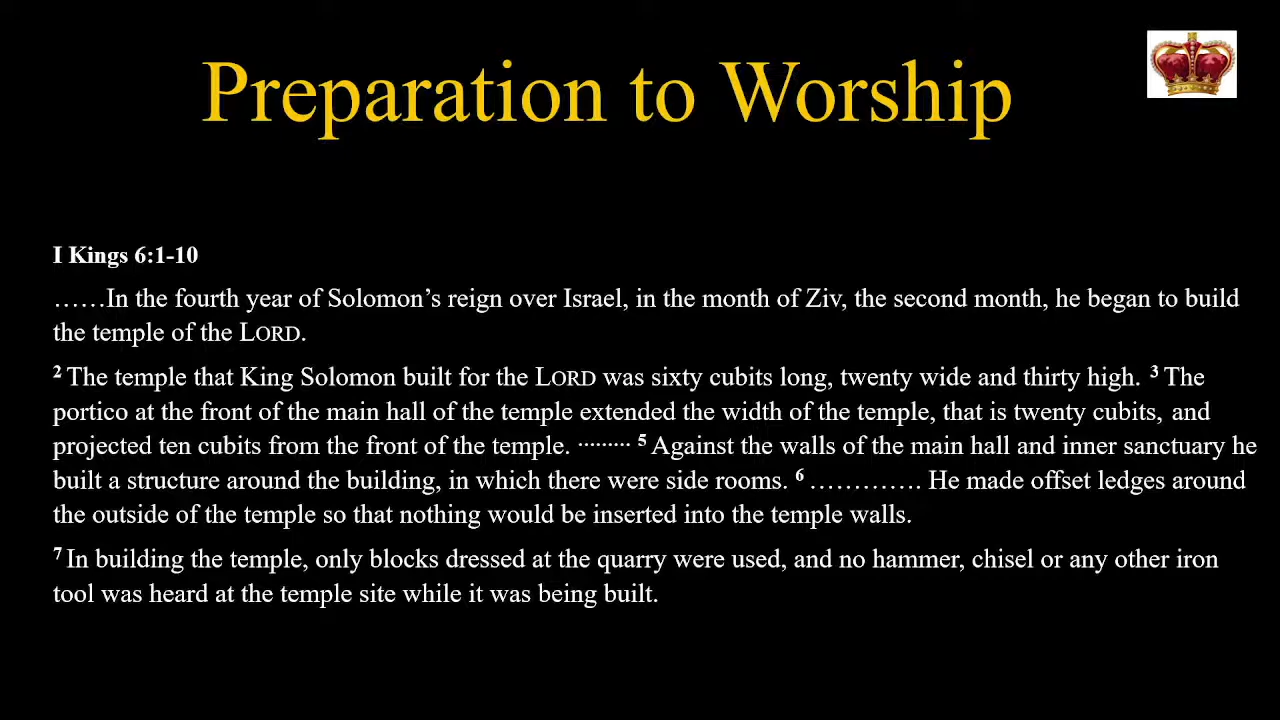 Preparation to Worship
I Kings 6:1-10
……In the fourth year of Solomon’s reign over Israel, in the month of Ziv, the second month, he began to build
the temple of the LORD.
2 The temple that King Solomon built for the LORD was sixty cubits long, twenty wide and thirty high. 3 The
portico at the front of the main hall of the temple extended the width of the temple, that is twenty cubits, and
projected ten cubits from the front of the temple. ········· 5 Against the walls of the main hall and inner sanctuary he
built a structure around the building, in which there were side rooms. 6 …………. He made offset ledges around
the outside of the temple so that nothing would be inserted into the temple walls.
7 In building the temple, only blocks dressed at the quarry were used, and no hammer, chisel or any other iron
tool was heard at the temple site while it was being built.